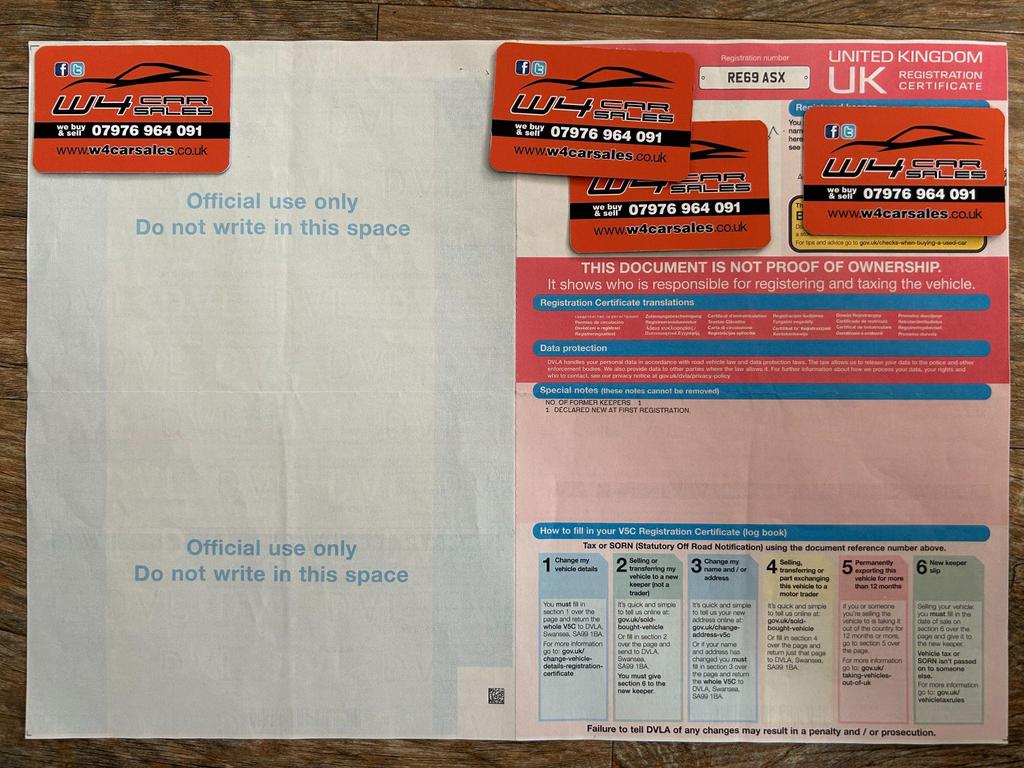 f t
W4 CAR
SALES
we buy
& sell 07976 964 091
www.w4carsales.co.uk
Official use only
Do not write in this space
Official use only
Do not write in this space
f t
W4 CAR
SALES
we buy
& sell 07976 964 091
www.w4carsales.co.uk
W4 CAR
SALES
we buy
& sell 07976 964 091
www.w4carsales.co.uk
Registration number
RE69 ASX
UNITED KINGDOM
UK REGISTRATION
CERTIFICATE
Registered keeper
You
name
here
see
f t
W4 CAR
SALES
we buy
& sell 07976 964 091
www.w4carsales.co.uk
For tips and advice go to gov.uk/checks-when-buying-a-used-car
THIS DOCUMENT IS NOT PROOF OF OWNERSHIP.
It shows who is responsible for registering and taxing the vehicle.
Registration Certificate translations
Permiso de circulación
Carta di circulazione
Data protection
DVLA handles your personal data in accordance with road vehicle law and data protection laws. The law allows us to release your data to the police and other
enforcement bodies. We also provide data to other parties where the law allows it. For further information about how we process your data, your rights and
who to contact, see our privacy notice at gov.uk/dvla/privacy-policy
Special notes (these notes cannot be removed)
NO. OF FORMER KEEPERS 1
1 DECLARED NEW AT FIRST REGISTRATION.
How to fill in your V5C Registration Certificate (log book)
Tax or SORN (Statutory Off Road Notification) using the document reference number above.
1 Change my
vehicle details
You must fill in
section 1 over the
page and return the
whole V5C to DVLA,
Swansea, SA99 1BA.
For more information
go to: gov.uk/
change-vehicle-
details-registration-
certificate
2 Selling or
transferring my
vehicle to a new
keeper (not a
trader)
It's quick and simple
to tell us online at:
gov.uk/sold-
bought-vehicle
Or fill in section 2
over the page and
send to DVLA,
Swansea,
SA99 1BA.
You must give
section 6 to the
new keeper.
3 Change my
name and / or
address
It's quick and simple
to tell us your new
address online at:
gov.uk/change-
address-v5c
Or if your name
and address has
changed you must
fill in section 3 over
the page and return
the whole V5C to
DVLA, Swansea,
SA99 1BA.
4 Selling,
transferring or
part exchanging
this vehicle to a
motor trader
It's quick and simple
to tell us online at:
gov.uk/sold-
bought-vehicle
Or fill in section 4
over the page and
return just that page
to DVLA, Swansea,
SA99 1BA.
5 Permanently
exporting this
vehicle for more
than 12 months
If you or someone
you're selling the
vehicle to is taking it
out of the country for
12 months or more,
go to section 5 over
the page.
For more information
go to: gov.uk/
taking-vehicles-
out-of-uk
6 New keeper
slip
Selling your vehicle:
you must fill in the
date of sale on
section 6 over the
page and give it to
the new keeper.
Vehicle tax or
SORN isn't passed
on to someone
else.
For more information
go to: gov.uk/
vehicletaxrules
Failure to tell DVLA of any changes may result in a penalty and / or prosecution.